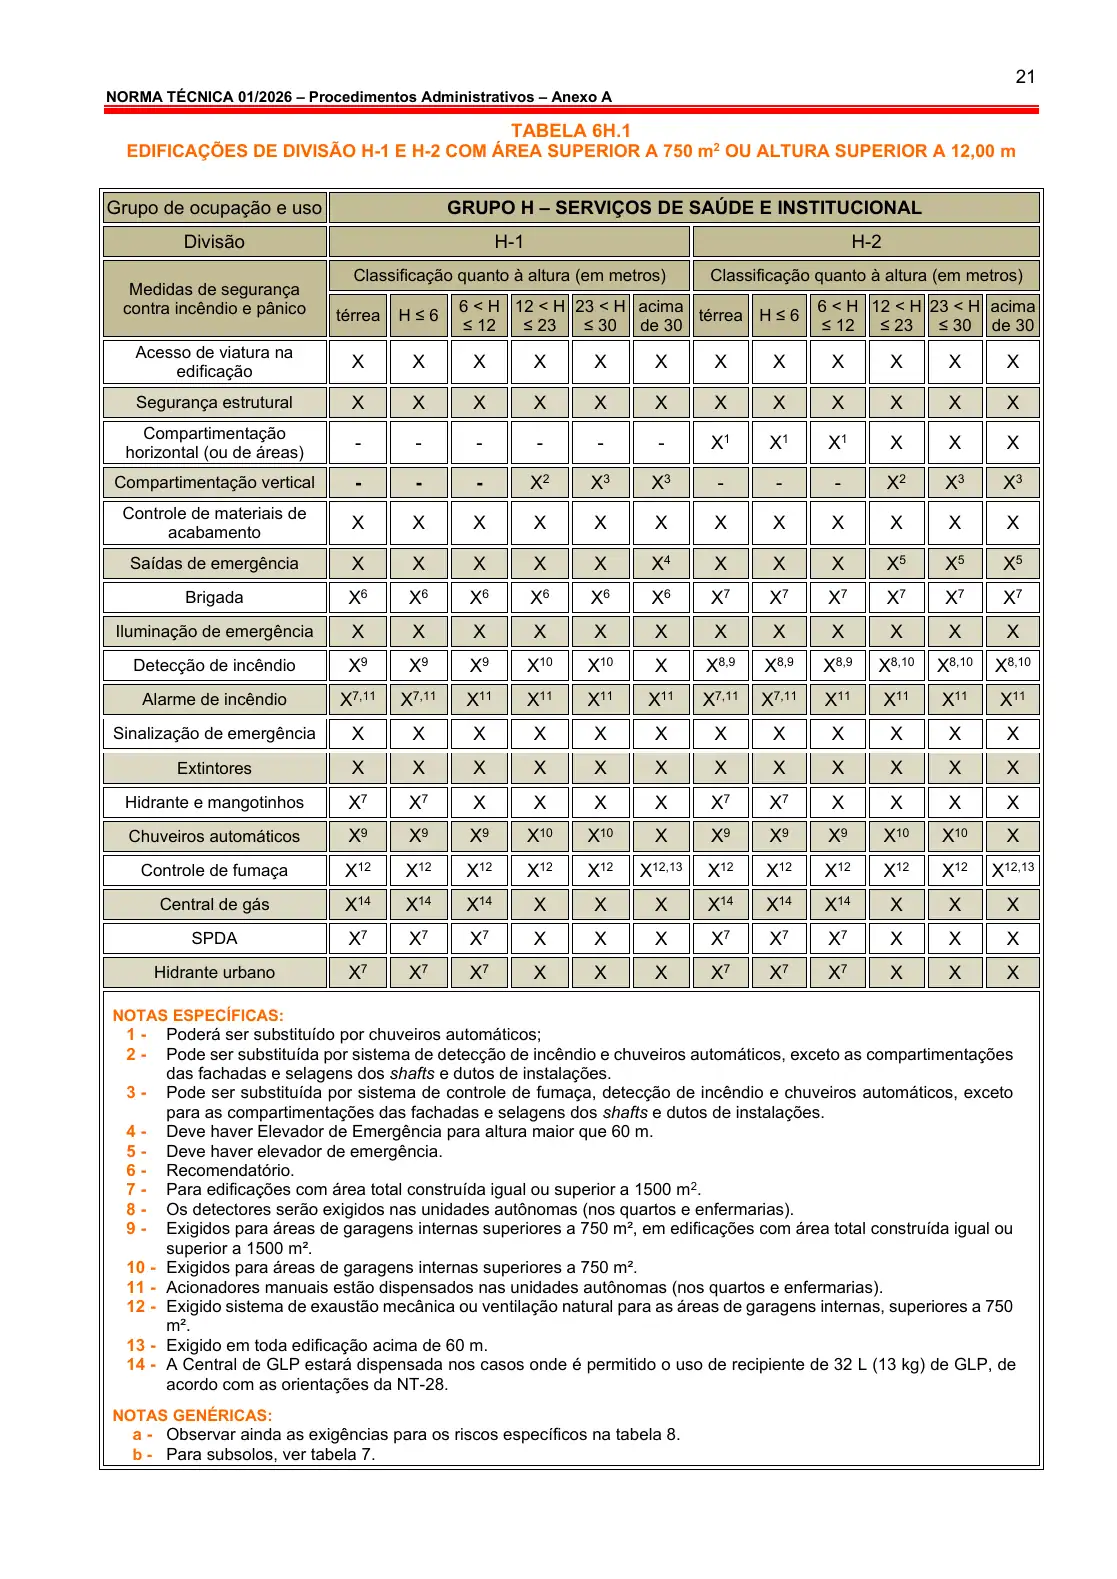 21
NORMA TÉCNICA 01/2026 – Procedimentos Administrativos – Anexo A
TABELA 6H.1
EDIFICAÇÕES DE DIVISÃO H-1 E H-2 COM ÁREA SUPERIOR A 750 m² OU ALTURA SUPERIOR A 12,00 m
Grupo de ocupação e uso GRUPO H – SERVIÇOS DE SAÚDE E INSTITUCIONAL
Divisão H-1 H-2
Medidas de segurança contra incêndio e pânico Classificação quanto à altura (em metros) Classificação quanto à altura (em metros)
térrea H ≤ 6 6 < H ≤ 12 12 < H ≤ 23 23 < H ≤ 30 acima de 30 térrea H ≤ 6 6 < H ≤ 12 12 < H ≤ 23 23 < H ≤ 30 acima de 30
Acesso de viatura na edificação X X X X X X X X X X X X
Segurança estrutural X X X X X X X X X X X X
Compartimentação horizontal (ou de áreas) - - - - - - X¹ X¹ X¹ X X X
Compartimentação vertical - - - X² X³ X³ - - - X² X³ X³
Controle de materiais de acabamento X X X X X X X X X X X X
Saídas de emergência X X X X X X⁴ X X X X⁵ X⁵ X⁵
Brigada X⁶ X⁶ X⁶ X⁶ X⁶ X⁶ X⁷ X⁷ X⁷ X⁷ X⁷ X⁷
Iluminação de emergência X X X X X X X X X X X X
Detecção de incêndio X⁹ X⁹ X⁹ X¹⁰ X¹⁰ X X⁸,⁹ X⁸,⁹ X⁸,⁹ X⁸,¹⁰ X⁸,¹⁰ X⁸,¹⁰
Alarme de incêndio X⁷,¹¹ X⁷,¹¹ X¹¹ X¹¹ X¹¹ X¹¹ X⁷,¹¹ X⁷,¹¹ X¹¹ X¹¹ X¹¹ X¹¹
Sinalização de emergência X X X X X X X X X X X X
Extintores X X X X X X X X X X X X
Hidrante e mangotinhos X⁷ X⁷ X X X X X⁷ X⁷ X X X X
Chuveiros automáticos X⁹ X⁹ X⁹ X¹⁰ X¹⁰ X X⁹ X⁹ X⁹ X¹⁰ X¹⁰ X
Controle de fumaça X¹² X¹² X¹² X¹² X¹² X¹²,¹³ X¹² X¹² X¹² X¹² X¹² X¹²,¹³
Central de gás X¹⁴ X¹⁴ X¹⁴ X X X X¹⁴ X¹⁴ X¹⁴ X X X
SPDA X⁷ X⁷ X⁷ X X X X⁷ X⁷ X⁷ X X X
Hidrante urbano X⁷ X⁷ X⁷ X X X X⁷ X⁷ X⁷ X X X
NOTAS ESPECÍFICAS:
1 - Poderá ser substituído por chuveiros automáticos;
2 - Pode ser substituída por sistema de detecção de incêndio e chuveiros automáticos, exceto as compartimentações
das fachadas e selagens dos shafts e dutos de instalações.
3 - Pode ser substituída por sistema de controle de fumaça, detecção de incêndio e chuveiros automáticos, exceto
para as compartimentações das fachadas e selagens dos shafts e dutos de instalações.
4 - Deve haver Elevador de Emergência para altura maior que 60 m.
5 - Deve haver elevador de emergência.
6 - Recomendatório.
7 - Para edificações com área total construída igual ou superior a 1500 m².
8 - Os detectores serão exigidos nas unidades autônomas (nos quartos e enfermarias).
9 - Exigidos para áreas de garagens internas superiores a 750 m², em edificações com área total construída igual ou
superior a 1500 m².
10 - Exigidos para áreas de garagens internas superiores a 750 m².
11 - Acionadores manuais estão dispensados nas unidades autônomas (nos quartos e enfermarias).
12 - Exigido sistema de exaustão mecânica ou ventilação natural para as áreas de garagens internas, superiores a 750
m².
13 - Exigido em toda edificação acima de 60 m.
14 - A Central de GLP estará dispensada nos casos onde é permitido o uso de recipiente de 32 L (13 kg) de GLP, de
acordo com as orientações da NT-28.
NOTAS GENÉRICAS:
a - Observar ainda as exigências para os riscos específicos na tabela 8.
b - Para subsolos, ver tabela 7.